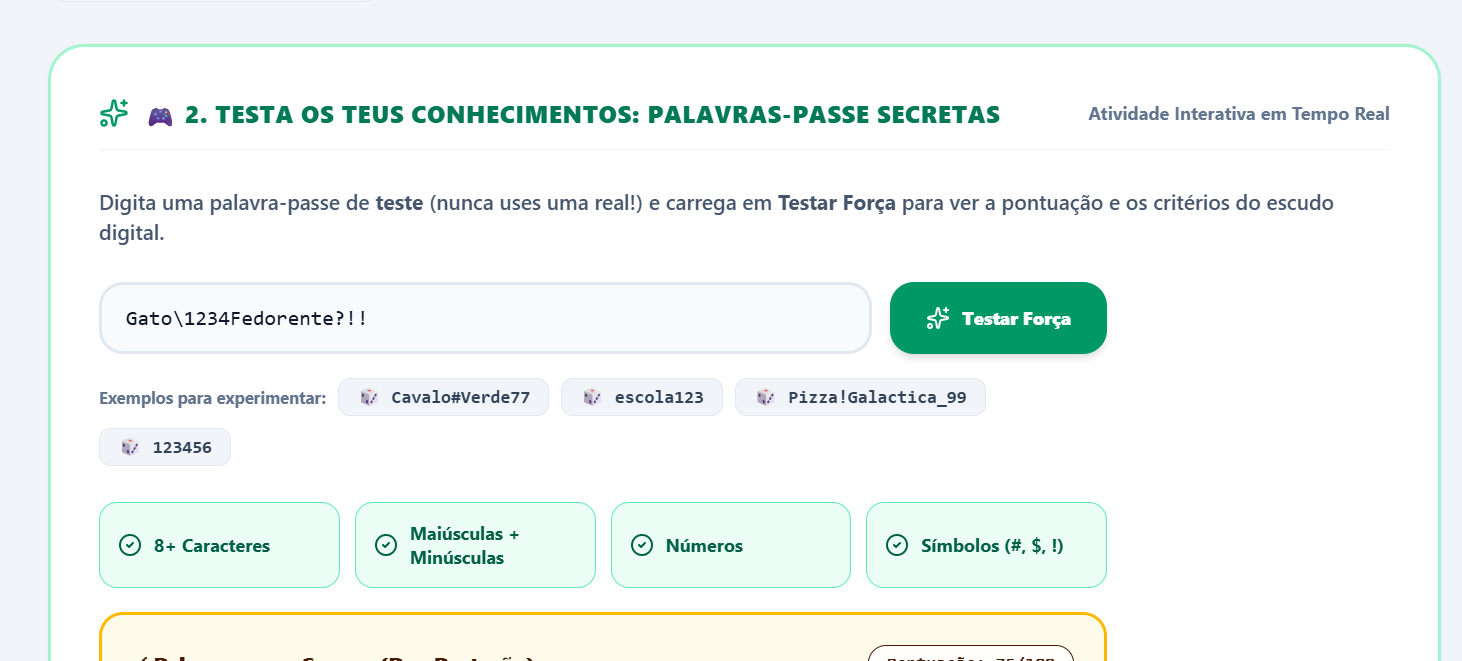 2. TESTA OS TEUS CONHECIMENTOS: PALAVRAS-PASSE SECRETAS
Atividade Interativa em Tempo Real
Digita uma palavra-passe de teste (nunca uses uma real!) e carrega em Testar Força para ver a pontuação e os critérios do escudo
digital.
Gato\1234Fedorente?!!
Testar Força
Exemplos para experimentar:
Cavalo#Verde77
escola123
Pizza!Galactica_99
123456
8+ Caracteres
Maiúsculas +
Minúsculas
Números
Símbolos (#, $, !)